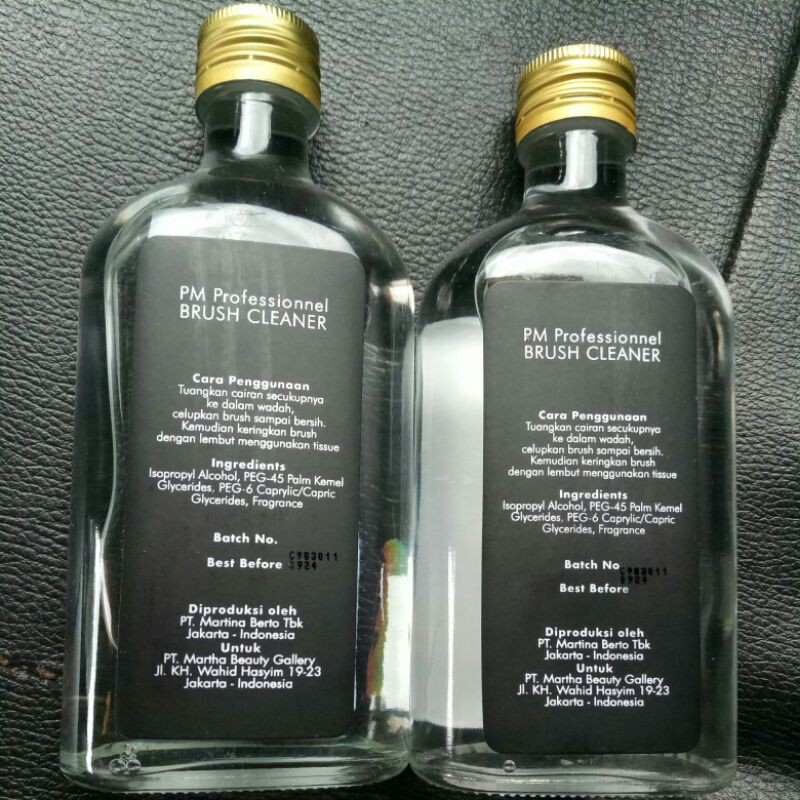 PM Professionnel
BRUSH CLEANER
Cara Penggunaan
Tuangkan cairan secukupnya
ke dalam wadah,
celupkan brush sampai bersih.
Kemudian keringkan brush
dengan lembut menggunakan tissue
Ingredients
Isopropyl Alcohol, PEG-45 Palm Kernel
Glycerides, PEG-6 Caprylic/Capric
Glycerides, Fragrance
Batch No.
C983011
Best Before
Diproduksi oleh
PT. Martina Berto Tbk
Jakarta - Indonesia
Untuk
PT. Martha Beauty Gallery
Jl. KH. Wahid Hasyim 19-23
Jakarta - Indonesia
PM Professionnel
BRUSH CLEANER
Cara Penggunaan
Tuangkan cairan secukupnya
ke dalam wadah,
celupkan brush sampai bersih.
Kemudian keringkan brush
dengan lembut menggunakan tissue
Ingredients
Isopropyl Alcohol, PEG-45 Palm Kernel
Glycerides, PEG-6 Caprylic/Capric
Glycerides, Fragrance
Batch No
Best Before
Diproduksi oleh
PT. Martina Berto Tbk
Jakarta - Indonesia
Untuk
PT. Martha Beauty Gallery
Jl. KH. Wahid Hasyim 19-23
Jakarta - Indonesia